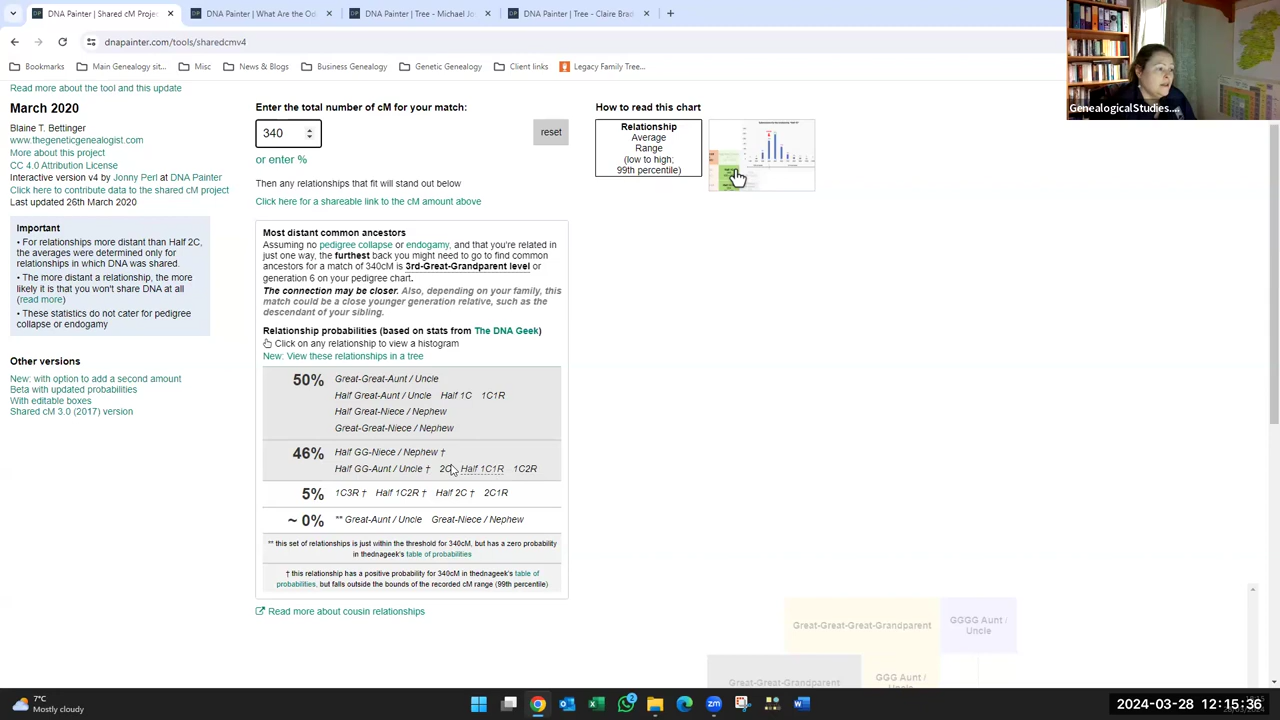 DNA Painter | Shared cM Projec
DNA Painter | What Are the Od
DNA Painter | Tree - Michael Jo
DNA Painter | Tree - Claire Brad
dnapainter.com/tools/sharedcmv4
Bookmarks
Main Genealogy sit...
Misc
News & Blogs
Business Genealogy
Genetic Genealogy
Client links
Legacy Family Tree...
GenealogicalStudies....
Read more about the tool and this update
March 2020
Blaine T. Bettinger
www.thegeneticgenealogist.com
More about this project
CC 4.0 Attribution License
Interactive version v4 by Jonny Perl at DNA Painter
Click here to contribute data to the shared cM project
Last updated 26th March 2020
Important
• For relationships more distant than Half 2C,
the averages were determined only for
relationships in which DNA was shared.
• The more distant a relationship, the more
likely it is that you won't share DNA at all
(read more)
• These statistics do not cater for pedigree
collapse or endogamy
Other versions
New: with option to add a second amount
Beta with updated probabilities
With editable boxes
Shared cM 3.0 (2017) version
Enter the total number of cM for your match:
340
reset
or enter %
Then any relationships that fit will stand out below
Click here for a shareable link to the cM amount above
Most distant common ancestors
Assuming no pedigree collapse or endogamy, and that you're related in
just one way, the furthest back you might need to go to find common
ancestors for a match of 340cM is 3rd-Great-Grandparent level or
generation 6 on your pedigree chart.
The connection may be closer. Also, depending on your family, this
match could be a close younger generation relative, such as the
descendant of your sibling.
Relationship probabilities (based on stats from The DNA Geek)
Click on any relationship to view a histogram
New: View these relationships in a tree
50% Great-Great-Aunt / Uncle
Half Great-Aunt / Uncle Half 1C 1C1R
Half Great-Niece / Nephew
Great-Great-Niece / Nephew
46% Half GG-Niece / Nephew †
Half GG-Aunt / Uncle † 2C Half 1C1R 1C2R
5% 1C3R † Half 1C2R † Half 2C † 2C1R
~ 0% ** Great-Aunt / Uncle Great-Niece / Nephew
** this set of relationships is just within the threshold for 340cM, but has a zero probability
in thednageek's table of probabilities
† this relationship has a positive probability for 340cM in thednageek's table of
probabilities, but falls outside the bounds of the recorded cM range (99th percentile)
Read more about cousin relationships
How to read this chart
Relationship
Average
Range
(low to high;
99th percentile)
Great-Great-Great-Grandparent
GGGG Aunt /
Uncle
Great-Great-Grandparent
GGG Aunt /
Uncle
7°C
Mostly cloudy
2
2024-03-28 12:15:36